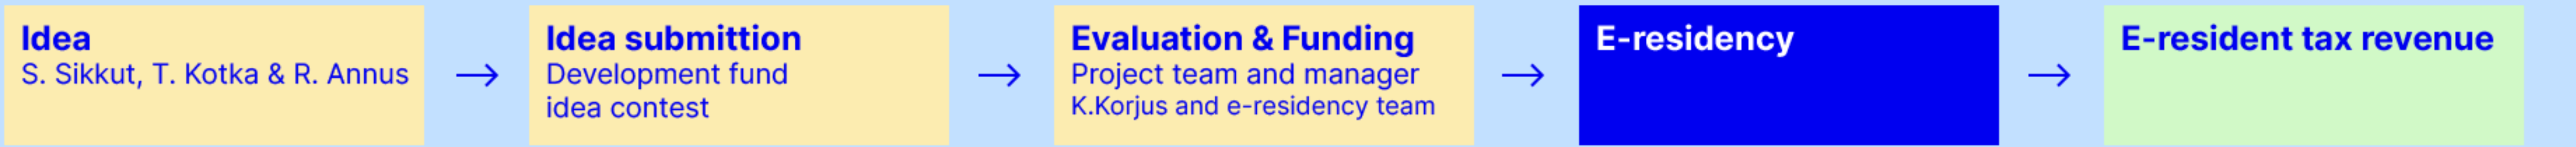 Idea
S. Sikkut, T. Kotka & R. Annus
Idea submittion
Development fund
idea contest
Evaluation & Funding
Project team and manager
K.Korjus and e-residency team
E-residency
E-resident tax revenue